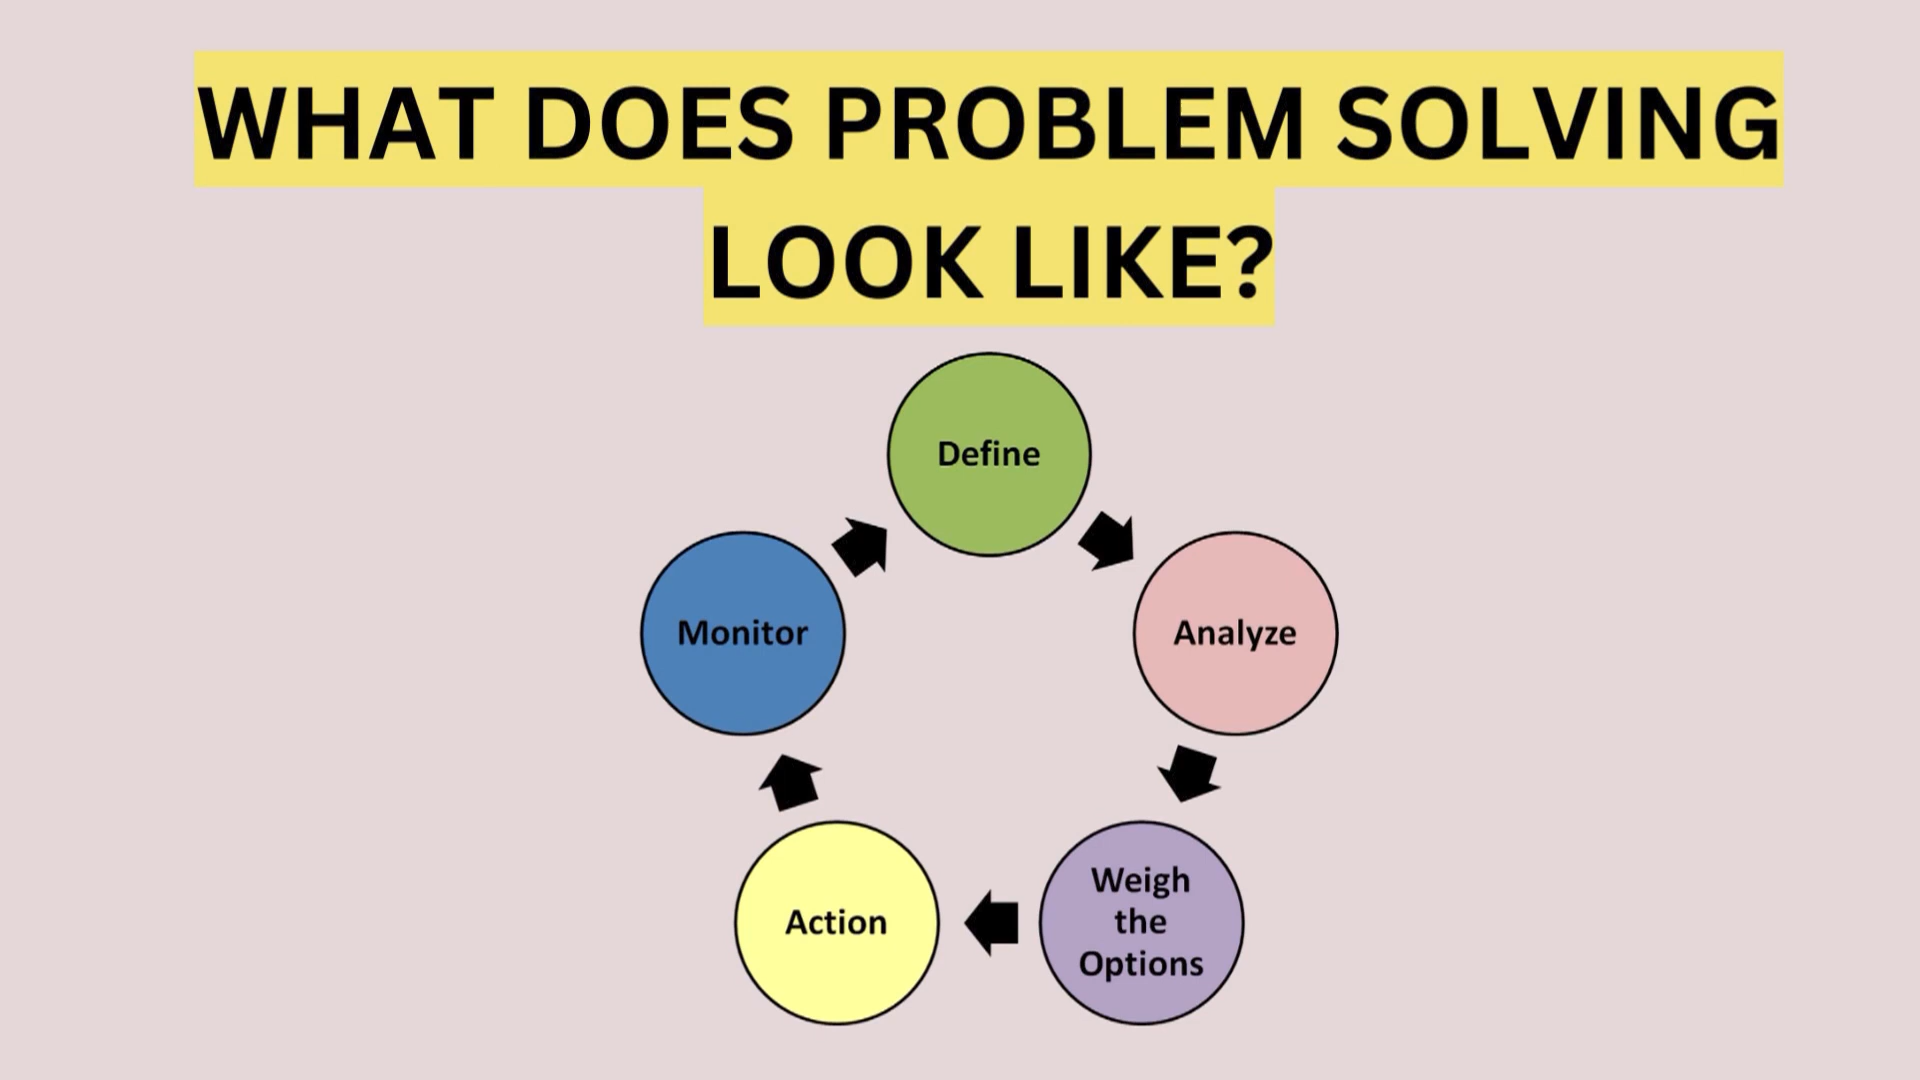 WHAT DOES PROBLEM SOLVING
LOOK LIKE?
Define
Analyze
Weigh
the
Options
Action
Monitor